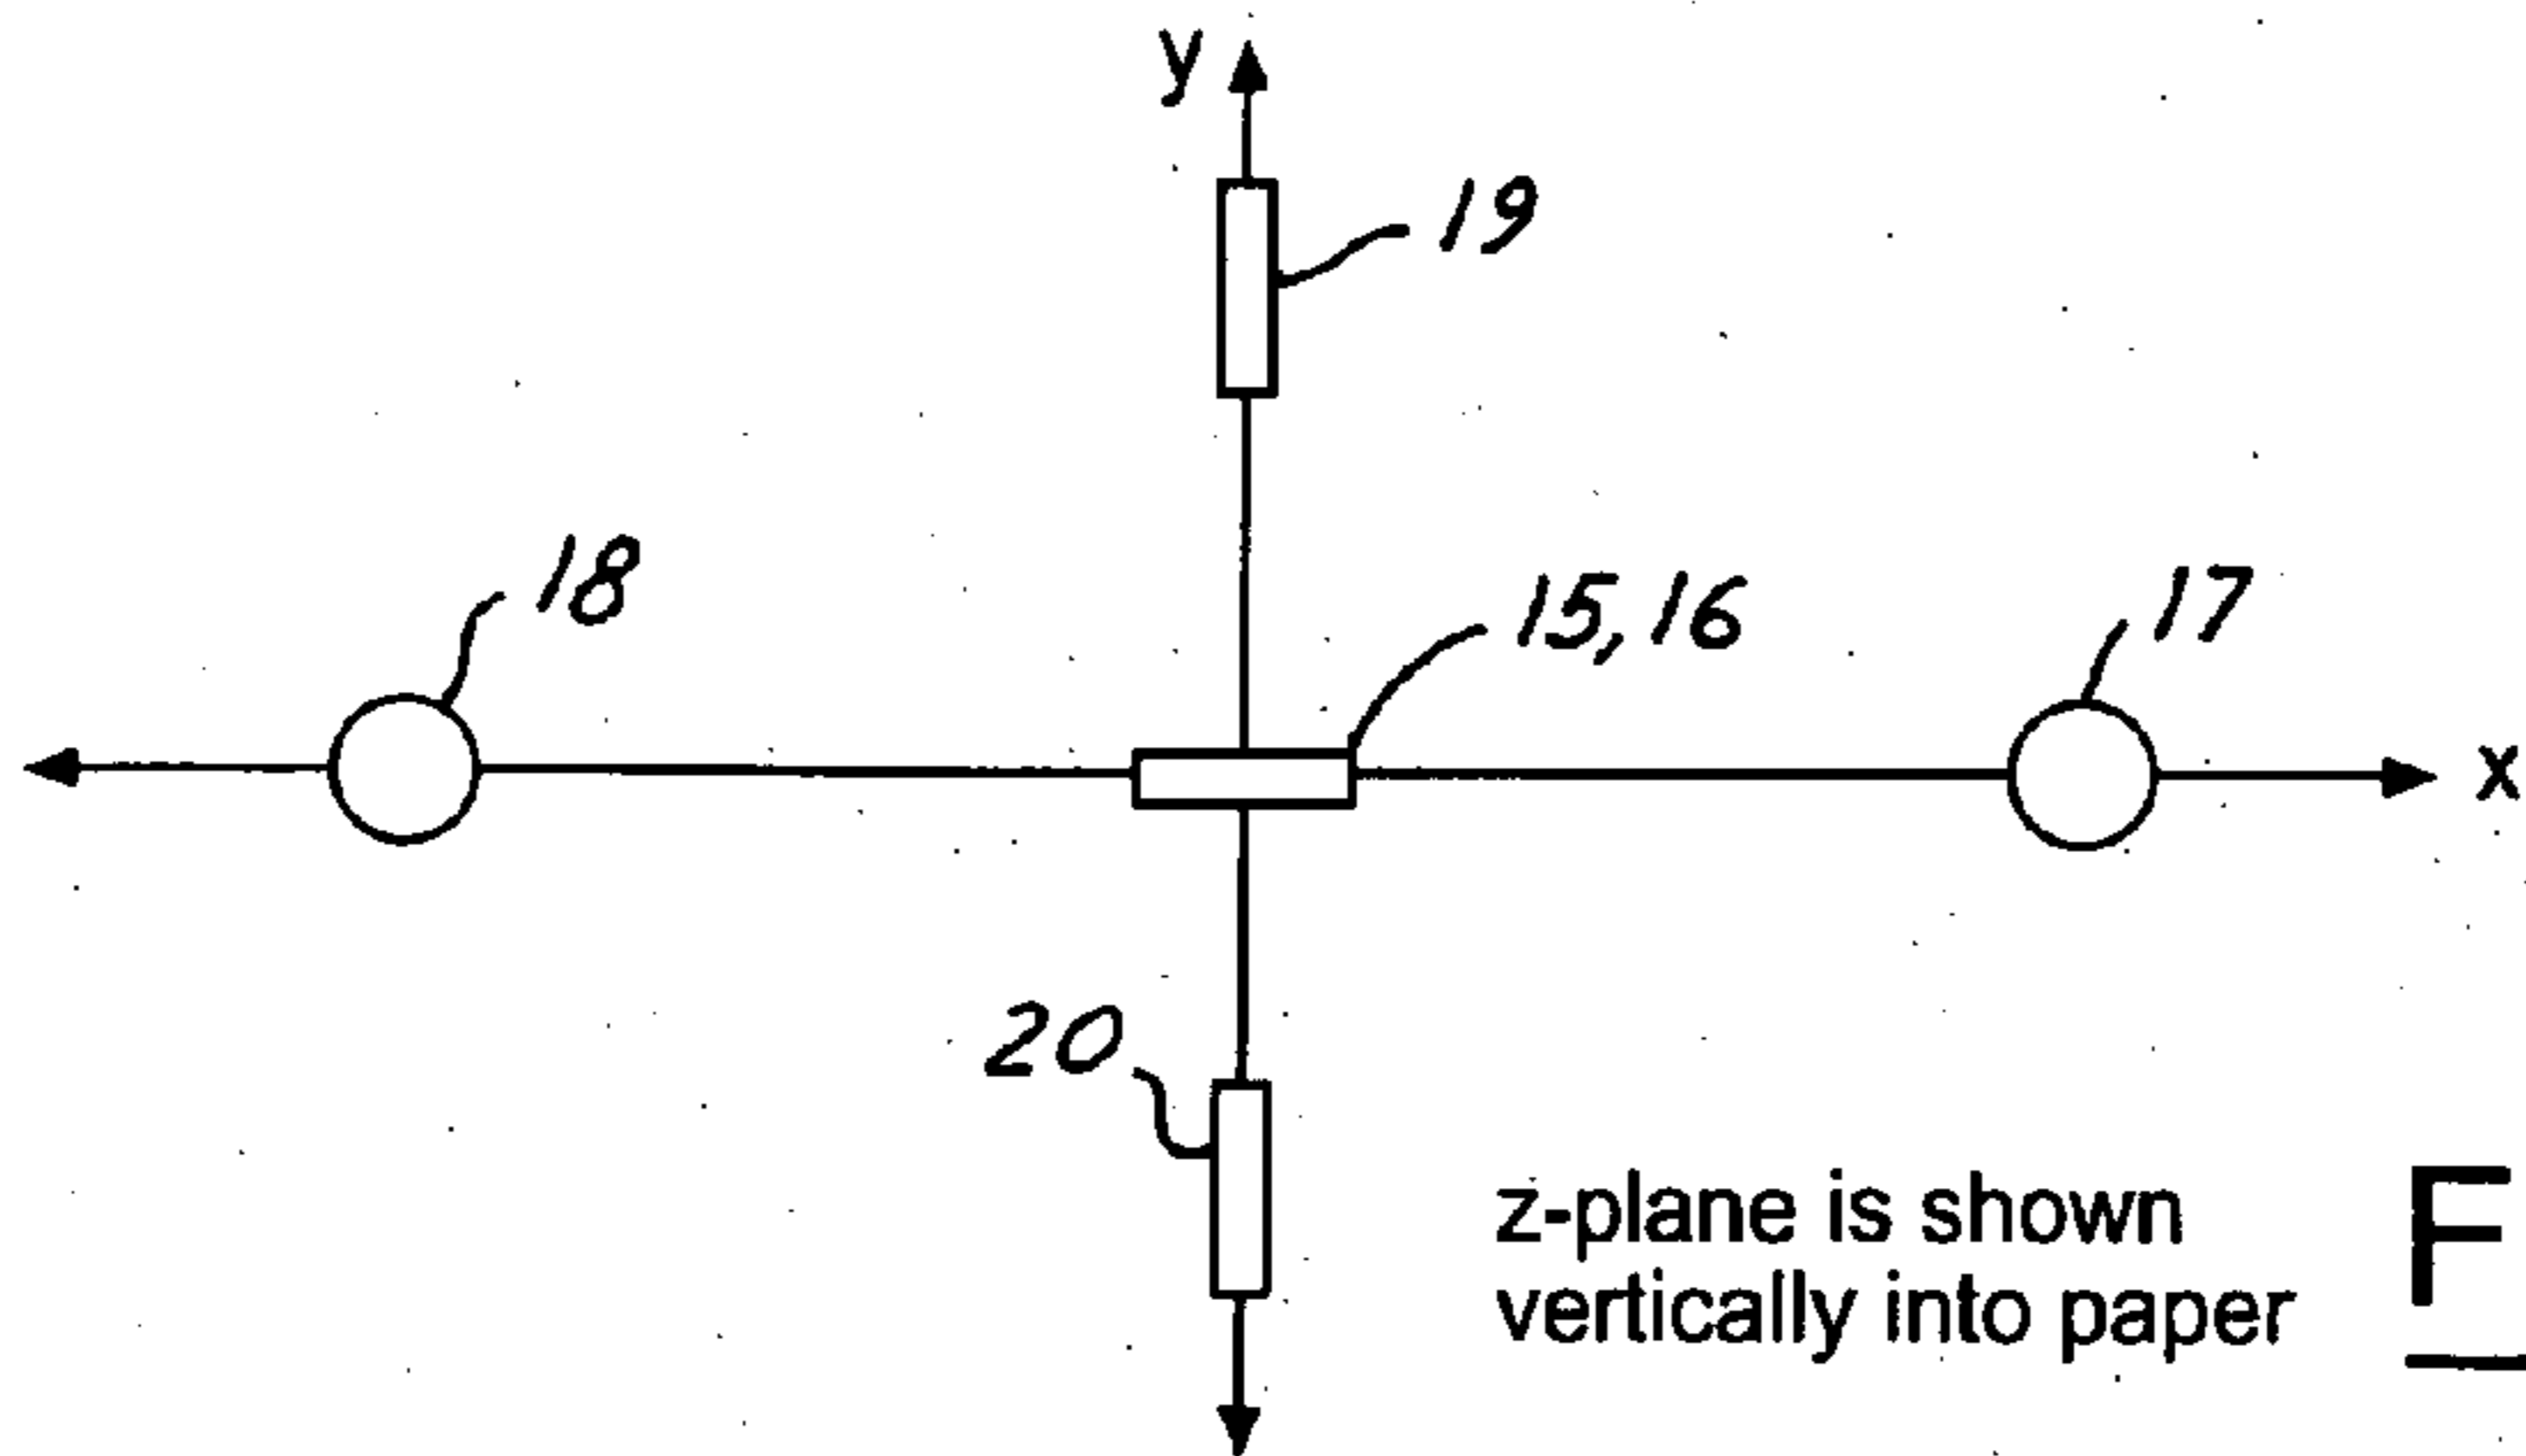 y
19
18
15,16
17
x
20
z-plane is shown
vertically into paper
F